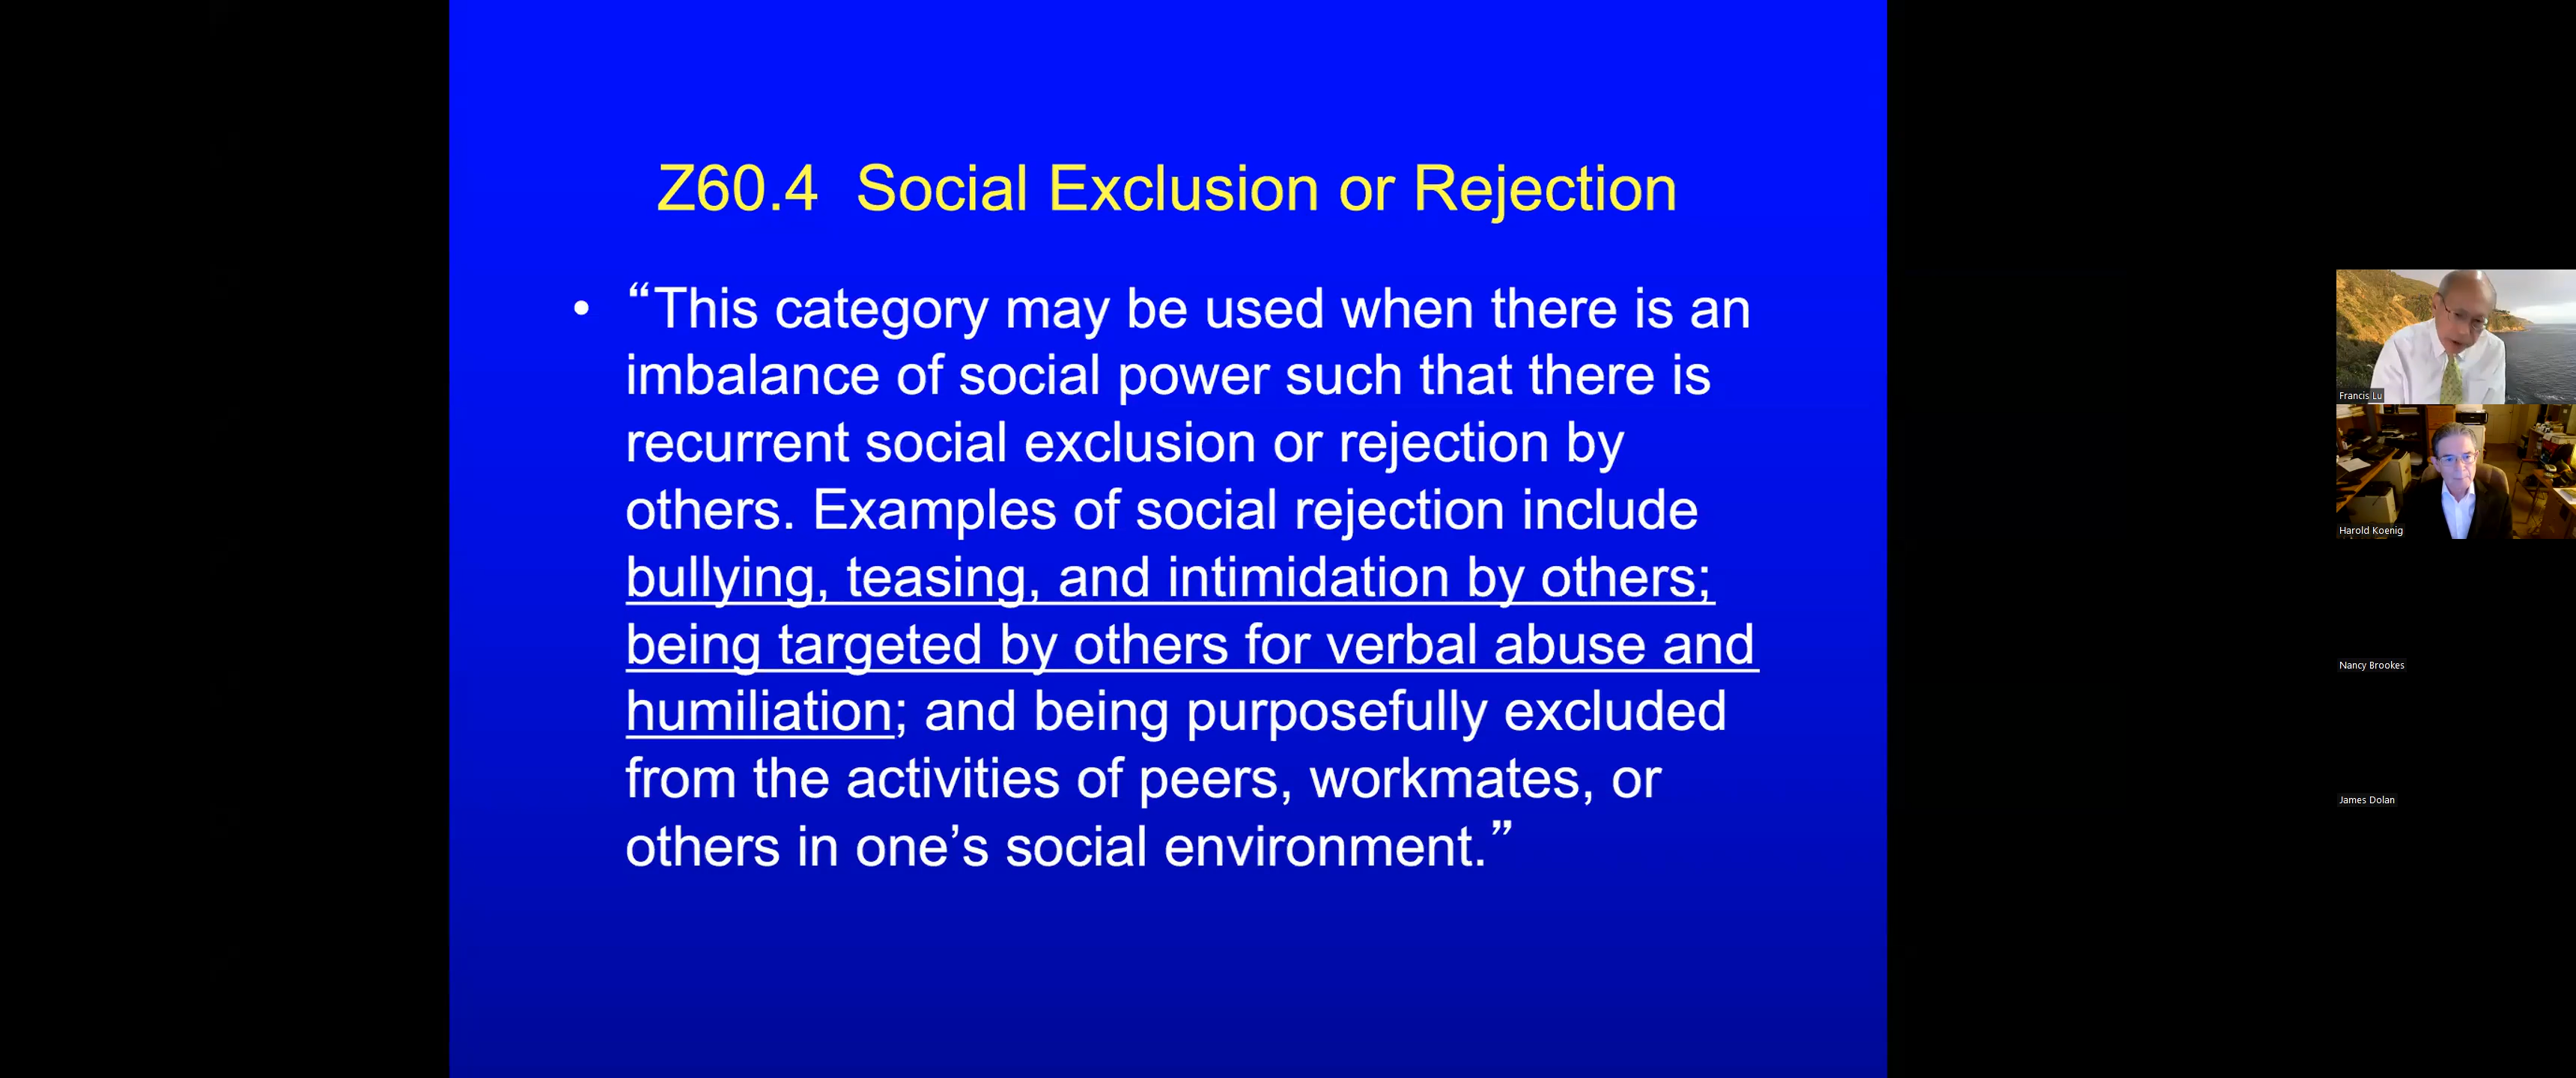 Z60.4  Social Exclusion or Rejection
• “This category may be used when there is an
imbalance of social power such that there is
recurrent social exclusion or rejection by
others. Examples of social rejection include
bullying, teasing, and intimidation by others;
being targeted by others for verbal abuse and
humiliation; and being purposefully excluded
from the activities of peers, workmates, or
others in one’s social environment.”
Francis Lu
Harold Koenig
Nancy Brookes
James Dolan